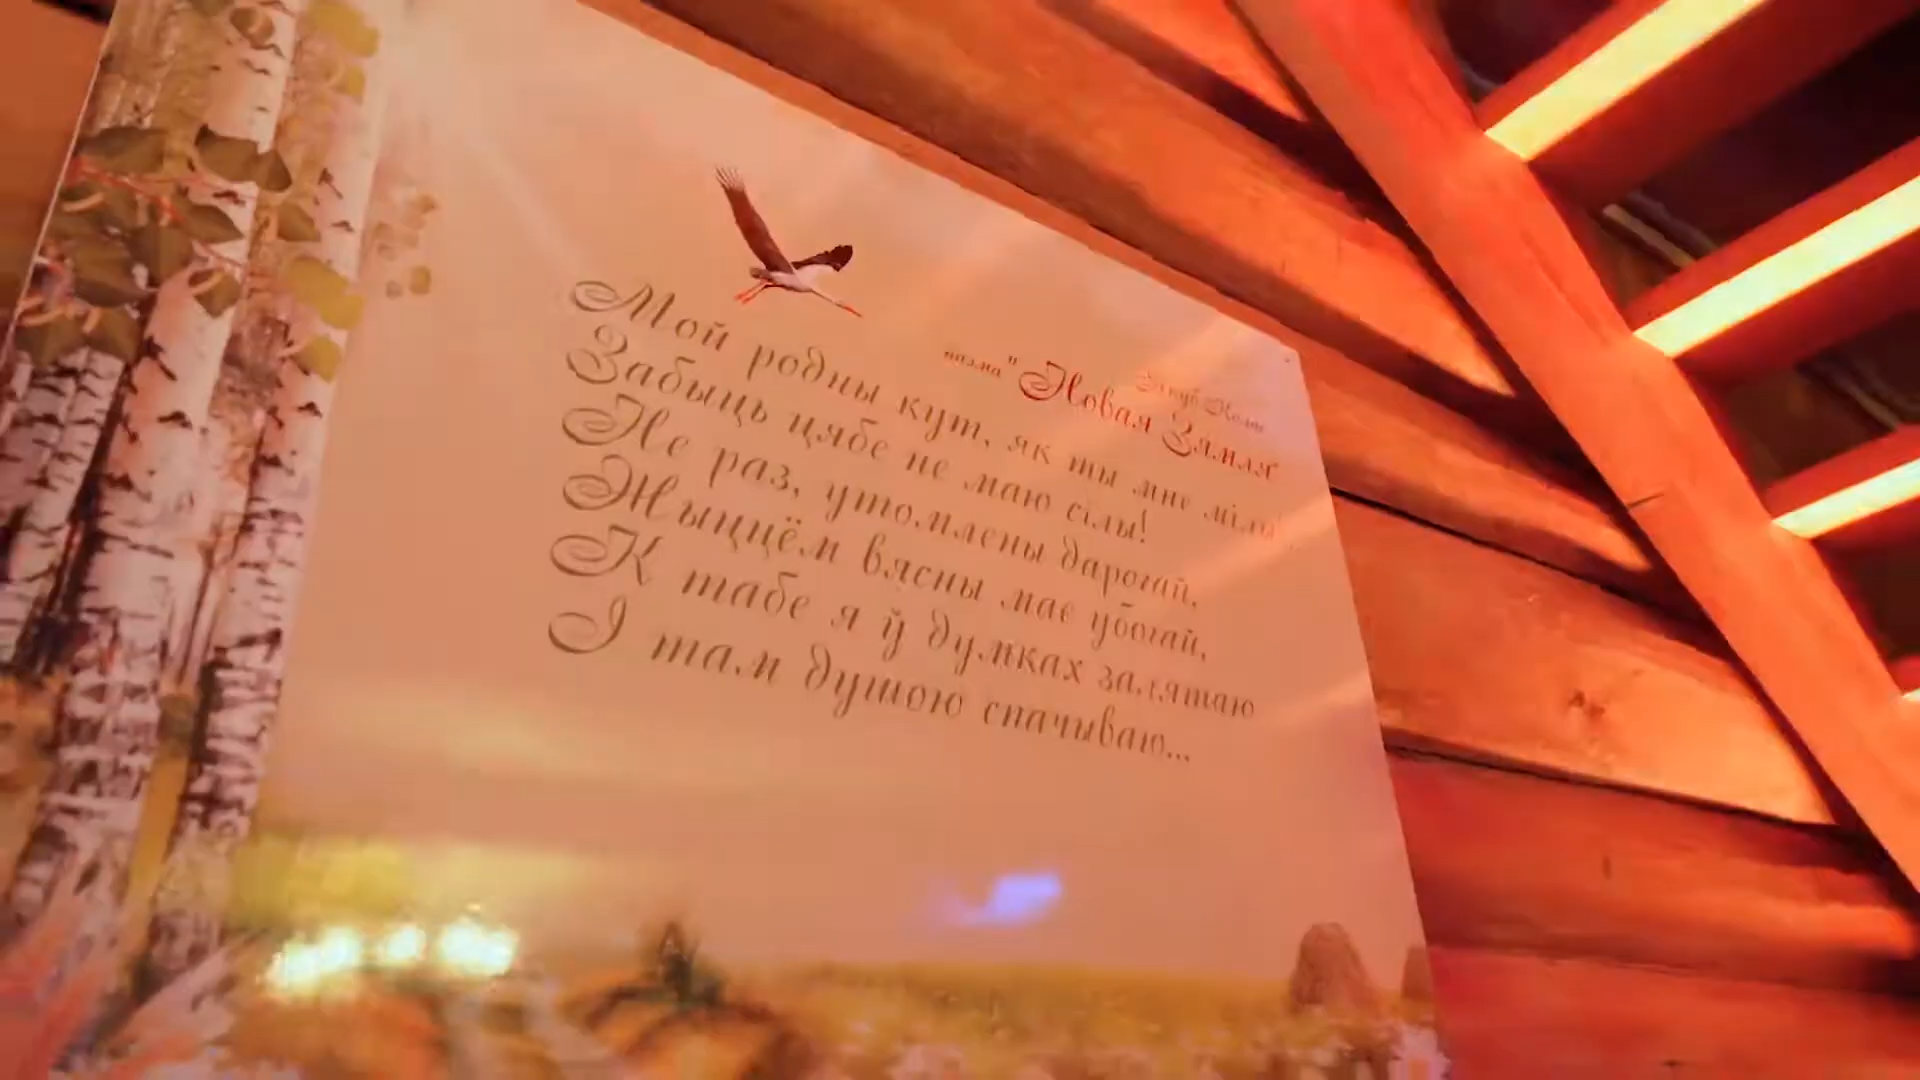 Якуб Колас
паэма "Новая Зямля"
Мой родны кут, як ты мне мілы!
Забыць цябе не маю сілы!
Не раз, утомлены дарогай,
Жыццём вясны мае убогай,
К табе я ў думках залятаю
І там душою спачываю...